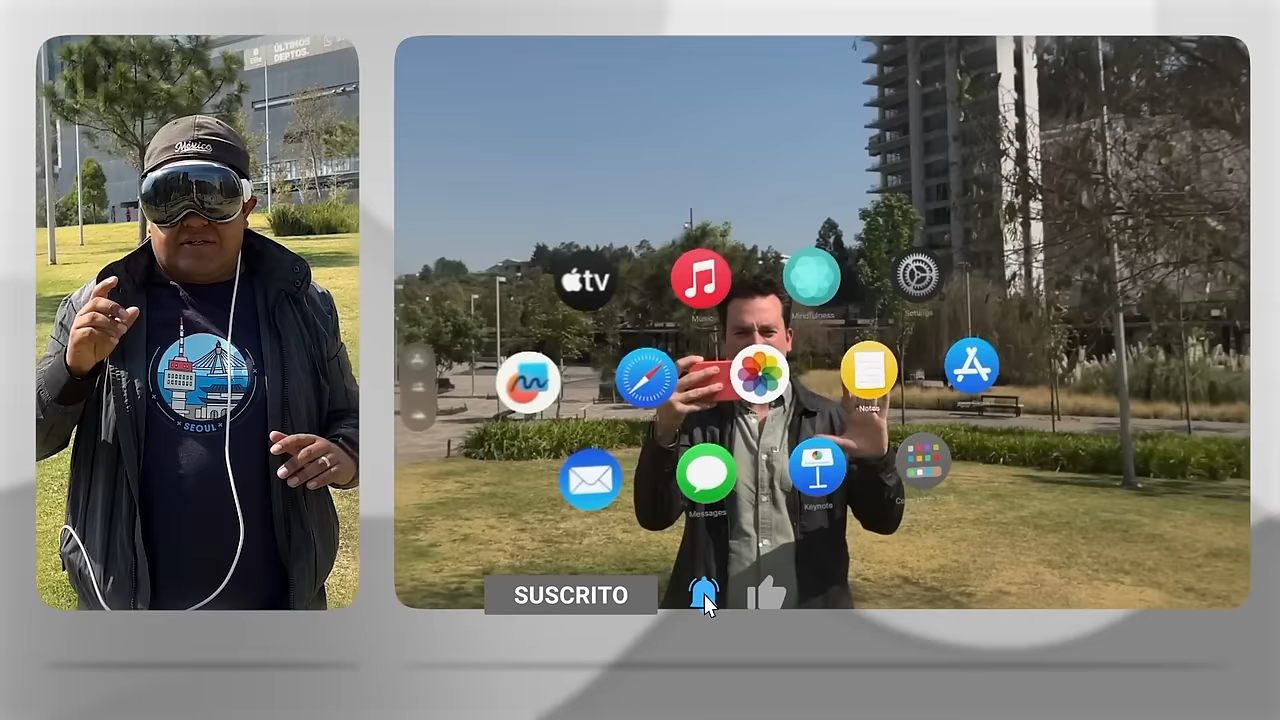 ÚLTIMOS
DEPTOS.
México
SEOUL
tv
Music
Mindfulness
Settings
Notes
Messages
Keynote
SUSCRITO